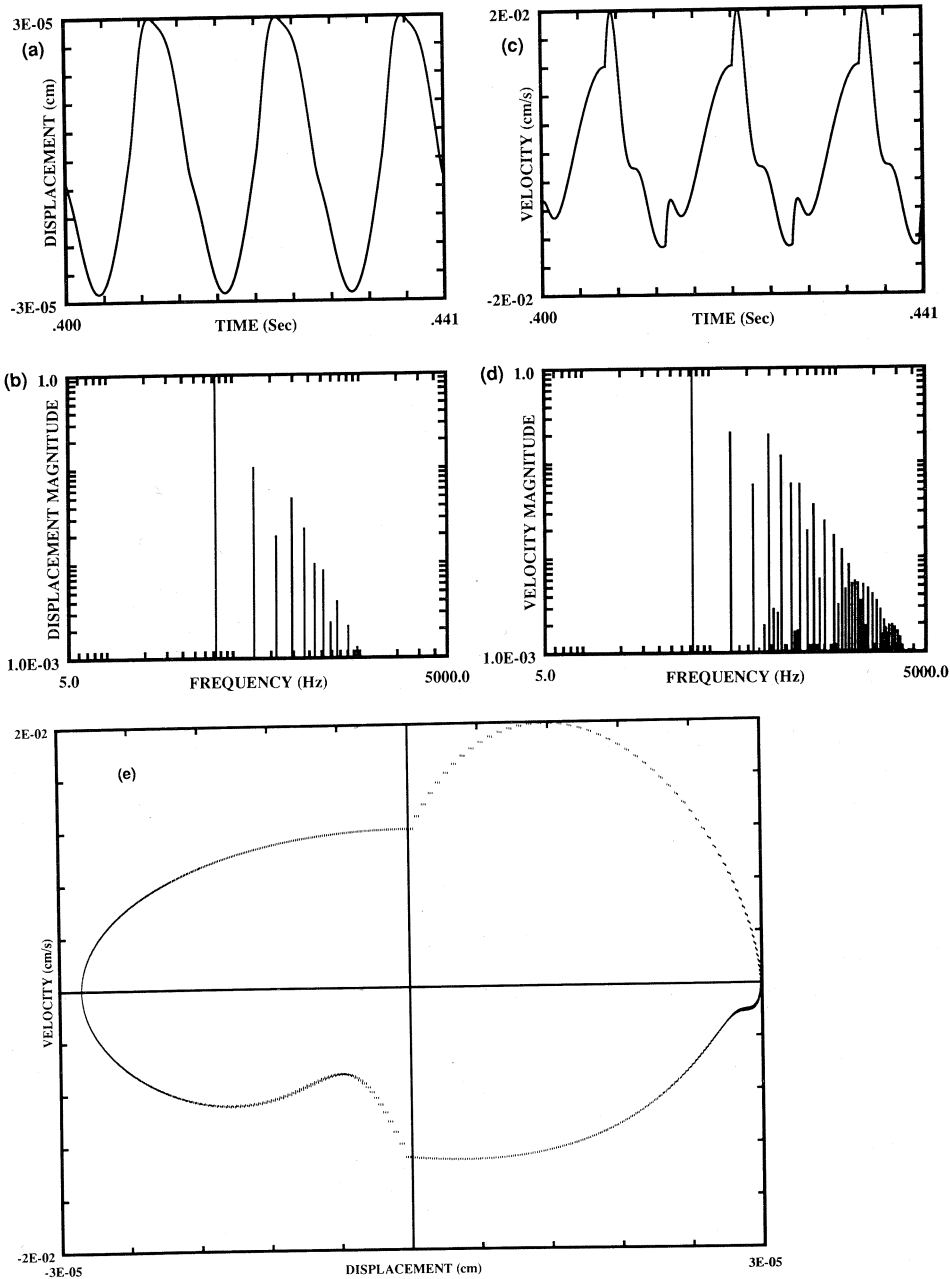 (a)
3E-05
DISPLACEMENT (cm)
-3E-05
.400
TIME (Sec)
.441
(c)
2E-02
VELOCITY (cm/s)
-2E-02
.400
TIME (Sec)
.441
(b)
1.0
DISPLACEMENT MAGNITUDE
1.0E-03
5.0
FREQUENCY (Hz)
5000.0
(d)
1.0
VELOCITY MAGNITUDE
1.0E-03
5.0
FREQUENCY (Hz)
5000.0
2E-02
(e)
VELOCITY (cm/s)
-2E-02
-3E-05
DISPLACEMENT (cm)
3E-05